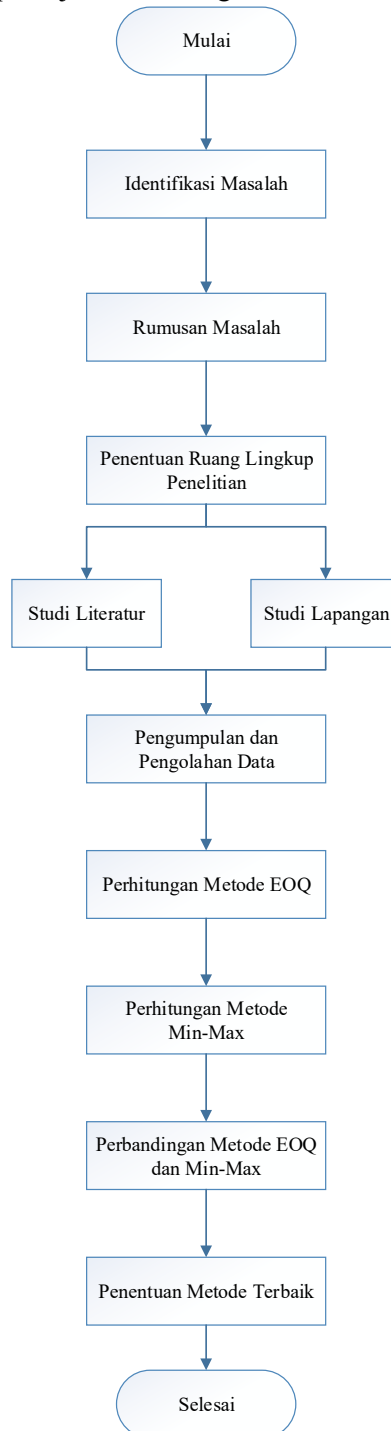 Mulai
Identifikasi Masalah
Rumusan Masalah
Penentuan Ruang Lingkup
Penelitian
Studi Literatur
Studi Lapangan
Pengumpulan dan
Pengolahan Data
Perhitungan Metode EOQ
Perhitungan Metode
Min-Max
Perbandingan Metode EOQ
dan Min-Max
Penentuan Metode Terbaik
Selesai